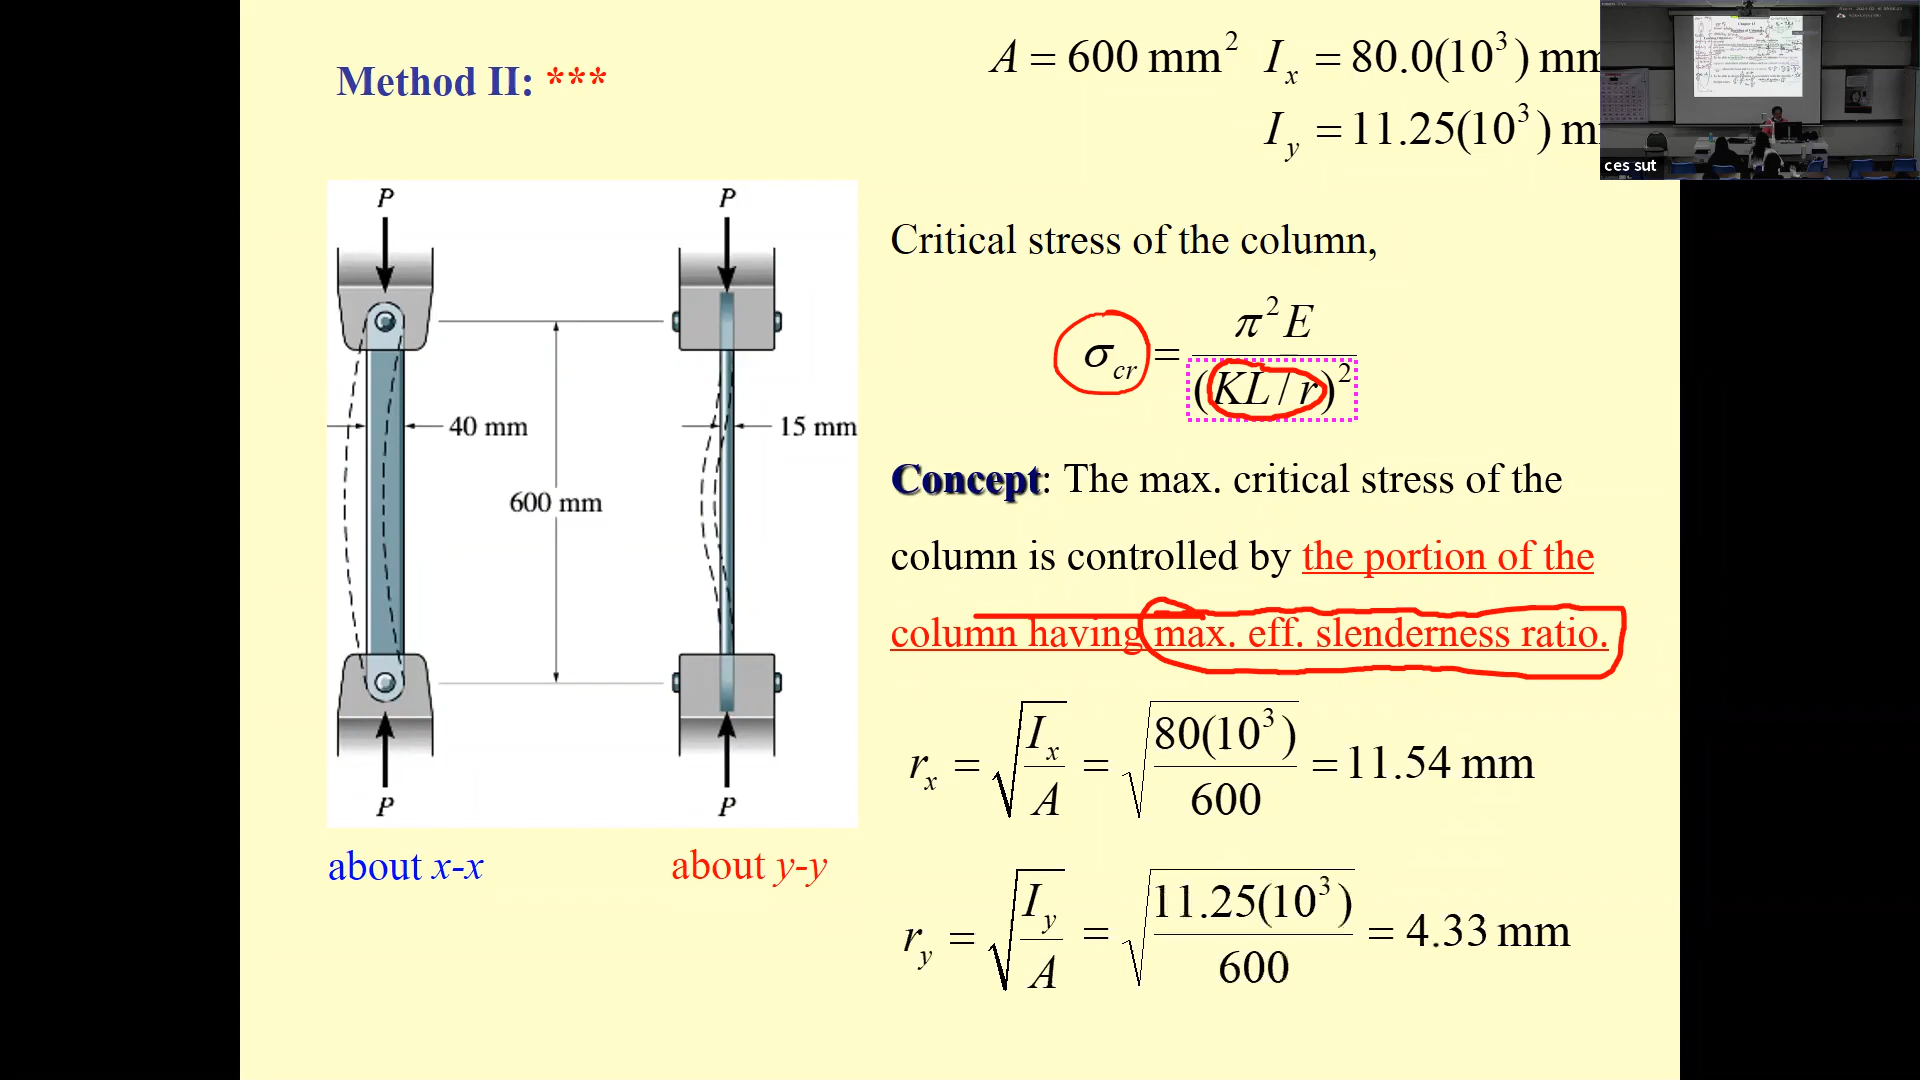 Method II: ***
A = 600 mm² I_x = 80.0(10³) mm
I_y = 11.25(10³) m
ces sut
P P
40 mm
15 mm
600 mm
P P
about x-x about y-y
Critical stress of the column,
σ_cr = π²E / (KL / r)²
Concept: The max. critical stress of the
column is controlled by the portion of the
column having max. eff. slenderness ratio.
r_x = √(I_x / A) = √(80(10³) / 600) = 11.54 mm
r_y = √(I_y / A) = √(11.25(10³) / 600) = 4.33 mm